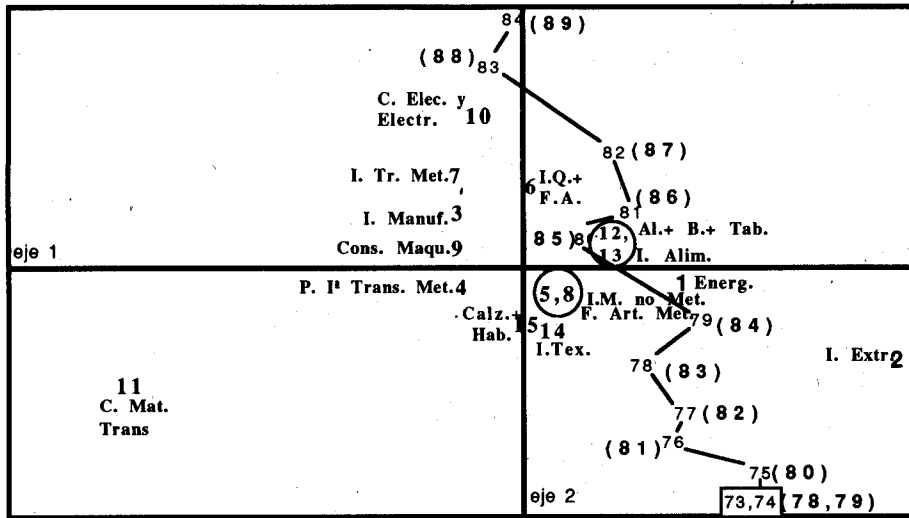 84 (89)
(88) 83
C. Elec. y
Electr. 10
82 (87)
I. Tr. Met.7
6 I.Q.+
F.A.
(86)
81
I. Manuf. 3
(85) 8
12, Al.+ B.+ Tab.
13 I. Alim.
Cons. Maqu.9
eje 1
P. Iª Trans. Met.4
5,8 I.M. no Met.
F. Art. Met.
1 Energ.
79 (84)
Calz.+
Hab. 15
14
I.Tex.
78 (83)
I. Extr. 2
11
C. Mat.
Trans
77 (82)
(81) 76
75 (80)
eje 2
73,74 (78,79)